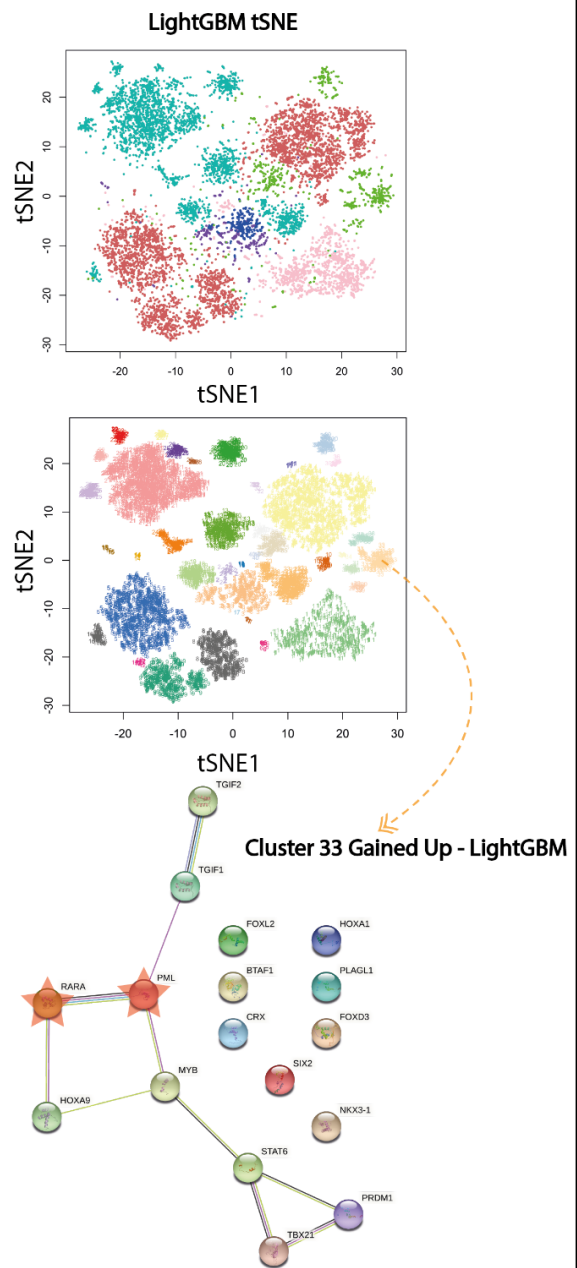 LightGBM tSNE
tSNE2
20
10
0
-10
-20
-30
-20 -10 0 10 20 30
tSNE1
tSNE2
20
10
0
-10
-20
-30
-20 -10 0 10 20 30
tSNE1
TGIF2
Cluster 33 Gained Up - LightGBM
TGIF1
FOXL2 HOXA1
BTAF1 PLAGL1
RARA PML
CRX FOXD3
SIX2
MYB
HOXA9 NKX3-1
STAT6
PRDM1
TBX21